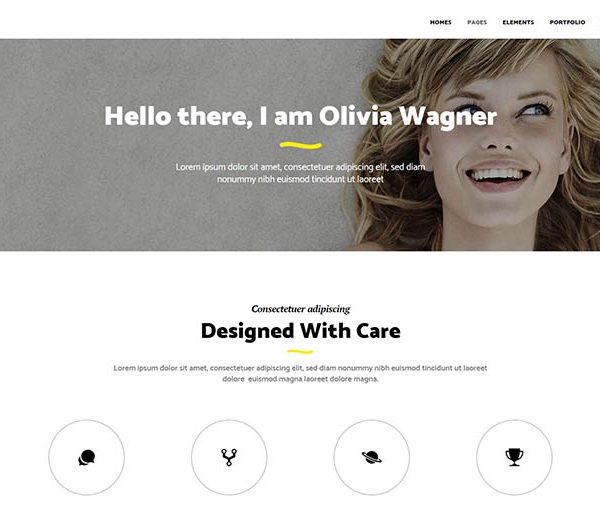 HOMES PAGES ELEMENTS PORTFOLIO
Hello there, I am Olivia Wagner
Lorem ipsum dolor sit amet, consectetuer adipiscing elit, sed diam
nonummy nibh euismod tincidunt ut laoreet
Consectetuer adipiscing
Designed With Care
Lorem ipsum dolor sit amet, consectetuer adipiscing elit, sed diam nonummy nibh euismod tincidunt ut laoreet
dolore euismod magna laoreet dolore magna.